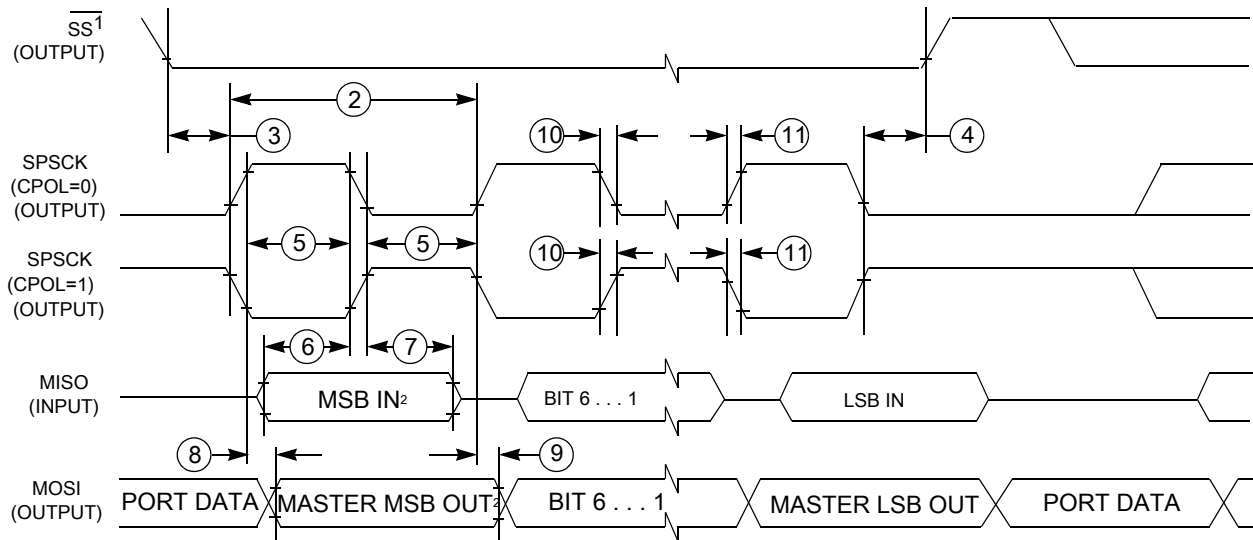 SS1
(OUTPUT)
2
3
10
11
4
SPSCK
(CPOL=0)
(OUTPUT)
5
5
SPSCK
(CPOL=1)
(OUTPUT)
10
11
6
7
MISO
(INPUT)
MSB IN2
BIT 6 . . . 1
LSB IN
8
9
MOSI
(OUTPUT)
PORT DATA
MASTER MSB OUT2
BIT 6 . . . 1
MASTER LSB OUT
PORT DATA